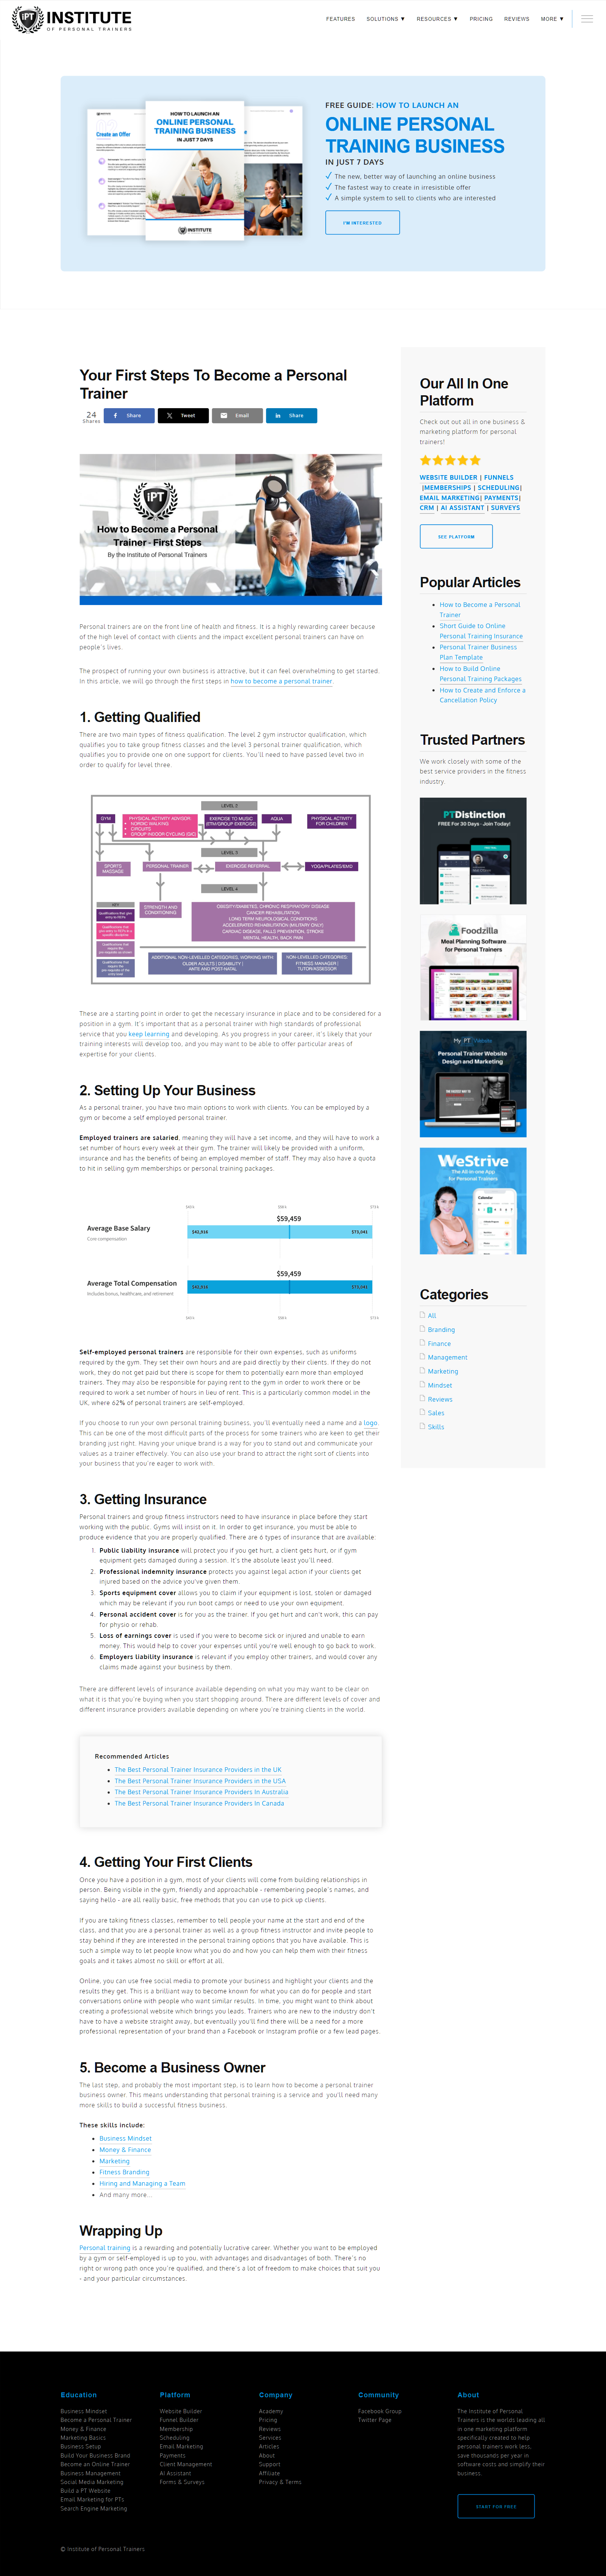 IPT INSTITUTE
OF PERSONAL TRAINERS
FEATURES SOLUTIONS ▼ RESOURCES ▼ PRICING REVIEWS MORE ▼
Create an Offer
HOW TO LAUNCH AN
ONLINE PERSONAL
TRAINING BUSINESS
IN JUST 7 DAYS
INSTITUTE
FREE GUIDE: HOW TO LAUNCH AN
ONLINE PERSONAL
TRAINING BUSINESS
IN JUST 7 DAYS
The new, better way of launching an online business
The fastest way to create in irresistible offer
A simple system to sell to clients who are interested
I'M INTERESTED
Your First Steps To Become a Personal
Trainer
24
Shares
Share
Tweet
Email
Share
IPT
How to Become a Personal
Trainer - First Steps
By the Institute of Personal Trainers
Personal trainers are on the front line of health and fitness. It is a highly rewarding career because
of the high level of contact with clients and the impact excellent personal trainers can have on
people's lives.
The prospect of running your own business is attractive, but it can feel overwhelming to get started.
In this article, we will go through the first steps in how to become a personal trainer.
1. Getting Qualified
There are two main types of fitness qualification. The level 2 gym instructor qualification, which
qualifies you to take group fitness classes and the level 3 personal trainer qualification, which
qualifies you to provide one on one support for clients. You'll need to have passed level two in
order to qualify for level three.
LEVEL 2
GYM
PHYSICAL ACTIVITY ADVISOR
• NORDIC WALKING
• CIRCUITS
• GROUP INDOOR CYCLING (GIC)
EXERCISE TO MUSIC
(ETM/GROUP EXERCISE)
AQUA
PHYSICAL ACTIVITY
FOR CHILDREN
LEVEL 3
SPORTS
MASSAGE
PERSONAL TRAINER
EXERCISE REFERRAL
YOGA/PILATES/EMD
LEVEL 4
KEY
STRENGTH AND
CONDITIONING
OBESITY/DIABETES, CHRONIC RESPIRATORY,
CARDIAC REHABILITATION
LONG TERM NEUROLOGICAL CONDITIONS
ACCELERATED REHABILITATION (MILITARY ONLY)
CARDIAC DISEASE, FALLS PREVENTION, STROKE
MENTAL HEALTH, BACK PAIN
ADDITIONAL NON-LEVELLED CATEGORIES, WORKING WITH:
OLDER ADULTS | DISABILITY |
ANTE AND POST-NATAL
NON-LEVELLED CATEGORIES:
FITNESS MANAGER |
TUTOR/ASSESSOR
These are a starting point in order to get the necessary insurance in place and to be considered for a
position in a gym. It's important that as a personal trainer with high standards of professional
service that you keep learning and developing. As you progress in your career, it's likely that your
training interests will develop too, and you may want to be able to offer particular areas of
expertise for your clients.
2. Setting Up Your Business
As a personal trainer, you have two main options to work with clients. You can be employed by a
gym or become a self employed personal trainer.
Employed trainers are salaried, meaning they will have a set income, and they will have to work a
set number of hours every week at their gym. The trainer will likely be provided with a uniform,
insurance and has the benefits of being an employed member of staff. They may also have a quota
to hit in selling gym memberships or personal training packages.
Average Base Salary
Core compensation
$59,459
Average Total Compensation
Includes bonus, healthcare, and retirement
$59,459
Self-employed personal trainers are responsible for their own expenses, such as uniforms
required by the gym. They set their own hours and are paid directly by their clients. If they do not
work, they do not get paid but there is scope for them to potentially earn more than employed
trainers. They may also be responsible for paying rent to the gym in order to work there or be
required to work a set number of hours in lieu of rent. This is a particularly common model in the
UK, where 62% of personal trainers are self-employed.
If you choose to run your own personal training business, you'll eventually need a name and a logo.
This can be one of the most difficult parts of the process for some trainers who are keen to get their
branding just right. Having your unique brand is a way for you to stand out and communicate your
values as a trainer effectively. You can also use your brand to attract the right sort of clients into
your business that you're eager to work with.
3. Getting Insurance
Personal trainers and group fitness instructors need to have insurance in place before they start
working with the public. Gyms will insist on it. In order to get insurance, you must be able to
produce evidence that you are properly qualified. There are 6 types of insurance that are available:
1. Public liability insurance will protect you if you get hurt, a client gets hurt, or if gym
equipment gets damaged during a session. It's the absolute least you'll need.
2. Professional indemnity insurance protects you against legal action if your clients get
injured based on the advice you've given them.
3. Sports equipment cover allows you to claim if your equipment is lost, stolen or damaged
which may be relevant if you run boot camps or need to use your own equipment.
4. Personal accident cover is for you as the trainer. If you get hurt and can't work, this can pay
for physio or rehab.
5. Loss of earnings cover is used if you were to become sick or injured and unable to earn
money. This would help to cover your expenses until you're well enough to go back to work.
6. Employers liability insurance is relevant if you employ other trainers, and would cover any
claims made against your business by them.
There are different levels of insurance available depending on what you may want to be clear on
what it is that you're buying when you start shopping around. There are different levels of cover and
different insurance providers available depending on where you're training clients in the world.
Recommended Articles
• The Best Personal Trainer Insurance Providers in the UK
• The Best Personal Trainer Insurance Providers in the USA
• The Best Personal Trainer Insurance Providers In Australia
• The Best Personal Trainer Insurance Providers In Canada
4. Getting Your First Clients
Once you have a position in a gym, most of your clients will come from building relationships in
person. Being visible in the gym, friendly and approachable - remembering people's names, and
saying hello - are all really basic, free methods that you can use to pick up clients.
If you are taking fitness classes, remember to tell people your name at the start and end of the
class, and that you are a personal trainer as well as a group fitness instructor and invite people to
stay behind if they are interested in the personal training options that you have available. This is
such a simple way to let people know what you do and how you can help them with their fitness
goals and it takes almost no skill or effort at all.
Online, you can use free social media to promote your business and highlight your clients and the
results they get. This is a brilliant way to become known for what you can do for people and start
conversations online with people who want similar results. In time, you might want to think about
creating a professional website which brings you leads. Trainers who are new to the industry don't
have to have a website straight away, but eventually you'll find there will be a need for a more
professional representation of your brand than a Facebook or Instagram profile or a few lead pages.
5. Become a Business Owner
The last step, and probably the most important step, is to learn how to become a personal trainer
business owner. This means understanding that personal training is a service and you'll need many
more skills to build a successful fitness business.
These skills include:
• Business Mindset
• Money & Finance
• Marketing
• Fitness Branding
• Hiring and Managing a Team
• And many more...
Wrapping Up
Personal training is a rewarding and potentially lucrative career. Whether you want to be employed
by a gym or self-employed is up to you, with advantages and disadvantages of both. There's no
right or wrong path once you're qualified, and there's a lot of freedom to make choices that suit you
- and your particular circumstances.
Our All In One
Platform
Check out out all in one business &
marketing platform for personal
trainers!
WEBSITE BUILDER | FUNNELS
|MEMBERSHIPS | SCHEDULING|
EMAIL MARKETING| PAYMENTS|
CRM | AI ASSISTANT | SURVEYS
SEE PLATFORM
Popular Articles
• How to Become a Personal
Trainer
• Short Guide to Online
Personal Training Insurance
• Personal Trainer Business
Plan Template
• How to Build Online
Personal Training Packages
• How to Create and Enforce a
Cancellation Policy
Trusted Partners
We work closely with some of the
best service providers in the fitness
industry.
PTDistinction
FREE For 30 Days - Join Today!
Foodzilla
Meal Planning Software
for Personal Trainers
My PT Website
Personal Trainer Website
Design and Marketing
WeStrive
The All-in-One App
for Personal Trainers
Calendar
Categories
All
Branding
Finance
Management
Marketing
Mindset
Reviews
Sales
Skills
Education
Business Mindset
Become a Personal Trainer
Money & Finance
Marketing Basics
Business Setup
Build Your Business Brand
Become an Online Trainer
Business Management
Social Media Marketing
Build a PT Website
Email Marketing for PTs
Search Engine Marketing
Platform
Website Builder
Funnel Builder
Membership
Scheduling
Email Marketing
Payments
Client Management
AI Assistant
Forms & Surveys
Company
Academy
Pricing
Reviews
Services
Articles
About
Support
Affiliate
Privacy & Terms
Community
Facebook Group
Twitter Page
About
The Institute of Personal
Trainers is the worlds leading all
in one marketing platform
specifically created to help
personal trainers work less,
save thousands per year in
software costs and simplify their
business.
START FOR FREE
© Institute of Personal Trainers